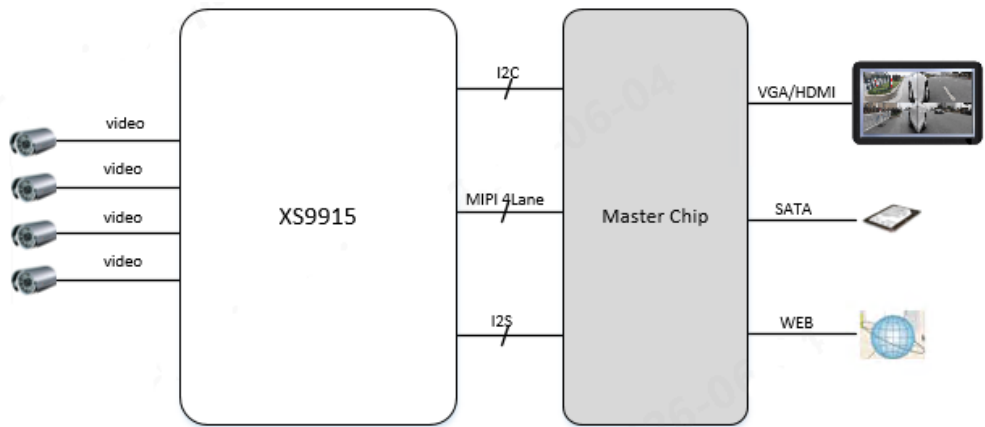 video
video
video
video
XS9915
I2C
MIPI 4Lane
I2S
Master Chip
VGA/HDMI
SATA
WEB